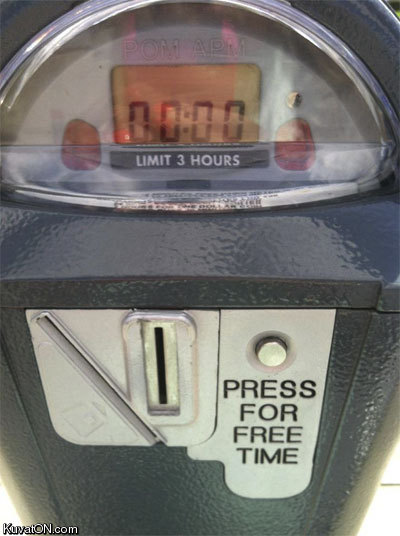 POM APM
00:00
LIMIT 3 HOURS
PRESS
FOR
FREE
TIME
KuvatON.com